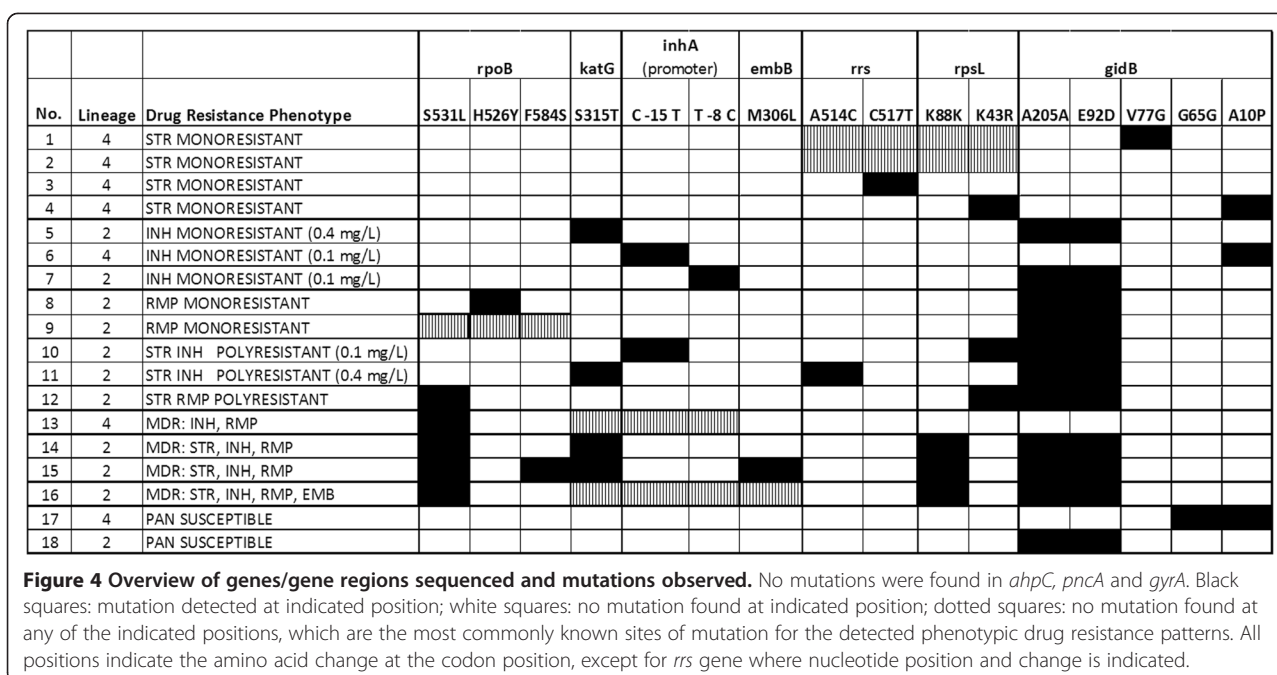 inhA
rpoB katG (promoter) embB rrs rpsL gidB
No. Lineage Drug Resistance Phenotype S531L H526Y F584S S315T C -15 T T -8 C M306L A514C C517T K88K K43R A205A E92D V77G G65G A10P
1 4 STR MONORESISTANT
2 4 STR MONORESISTANT
3 4 STR MONORESISTANT
4 4 STR MONORESISTANT
5 2 INH MONORESISTANT (0.4 mg/L)
6 4 INH MONORESISTANT (0.1 mg/L)
7 2 INH MONORESISTANT (0.1 mg/L)
8 2 RMP MONORESISTANT
9 2 RMP MONORESISTANT
10 2 STR INH POLYRESISTANT (0.1 mg/L)
11 2 STR INH POLYRESISTANT (0.4 mg/L)
12 2 STR RMP POLYRESISTANT
13 4 MDR: INH, RMP
14 2 MDR: STR, INH, RMP
15 2 MDR: STR, INH, RMP
16 2 MDR: STR, INH, RMP, EMB
17 4 PAN SUSCEPTIBLE
18 2 PAN SUSCEPTIBLE
Figure 4 Overview of genes/gene regions sequenced and mutations observed. No mutations were found in ahpC, pncA and gyrA. Black
squares: mutation detected at indicated position; white squares: no mutation found at indicated position; dotted squares: no mutation found at
any of the indicated positions, which are the most commonly known sites of mutation for the detected phenotypic drug resistance patterns. All
positions indicate the amino acid change at the codon position, except for rrs gene where nucleotide position and change is indicated.